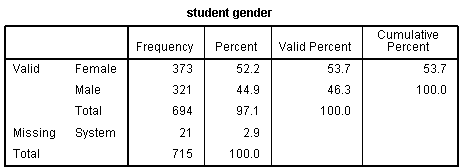 student gender
Frequency Percent Valid Percent Cumulative Percent
Valid Female 373 52.2 53.7 53.7
Male 321 44.9 46.3 100.0
Total 694 97.1 100.0
Missing System 21 2.9
Total 715 100.0